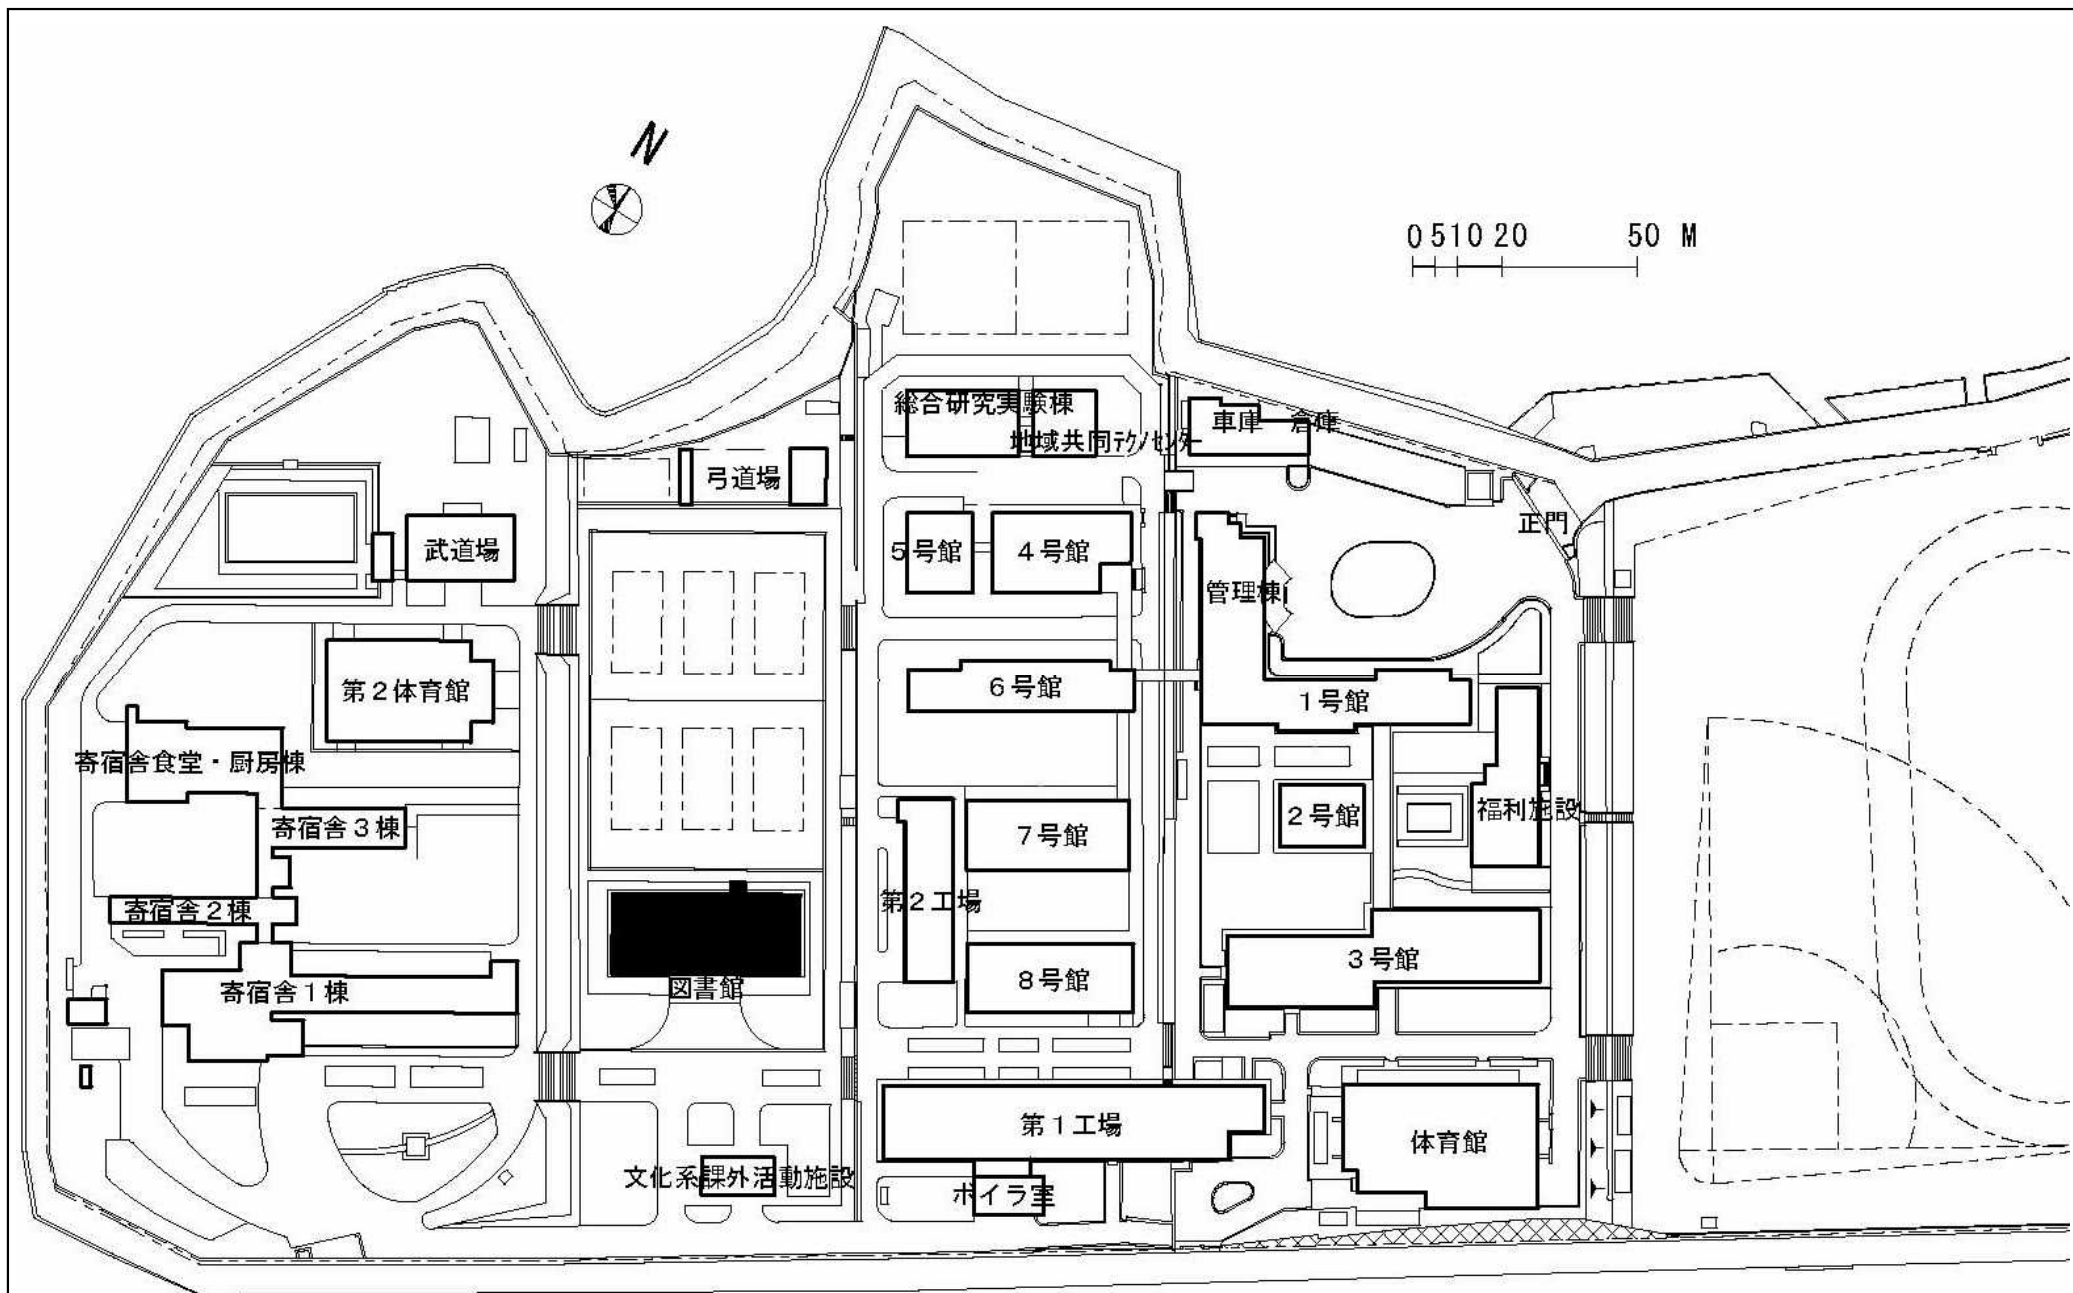 N
0 5 10 20 50 M
総合研究実験棟
地域共同テクノセンター
車庫 倉庫
弓道場
正門
武道場
5号館
4号館
管理棟
第2体育館
6号館
1号館
寄宿舎食堂・厨房棟
寄宿舎3棟
7号館
2号館
福利施設
第2工場
寄宿舎2棟
3号館
8号館
図書館
寄宿舎1棟
第1工場
体育館
文化系課外活動施設
ボイラ室